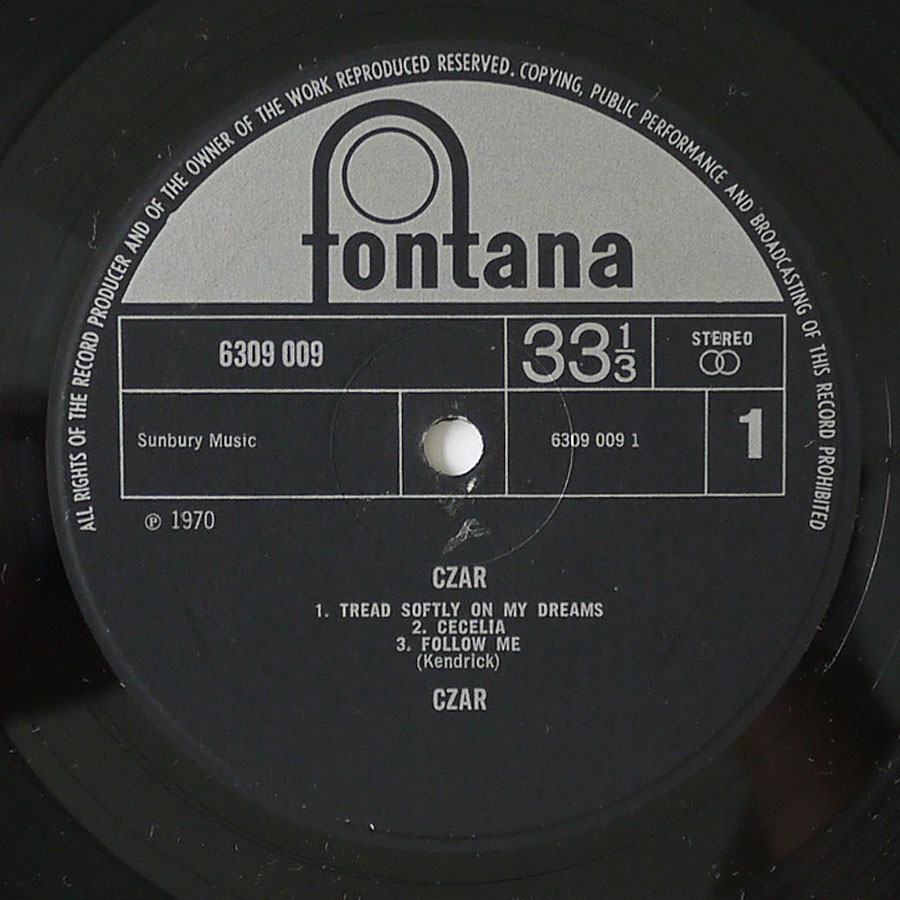 ALL RIGHTS OF THE RECORD PRODUCER AND OF THE OWNER OF THE WORK REPRODUCED RESERVED. COPYING, PUBLIC PERFORMANCE AND BROADCASTING OF THIS RECORD PROHIBITED
fontana
6309 009
33 1/3
STEREO
Sunbury Music
6309 009 1
1
℗ 1970
CZAR
1. TREAD SOFTLY ON MY DREAMS
2. CECELIA
3. FOLLOW ME
(Kendrick)
CZAR